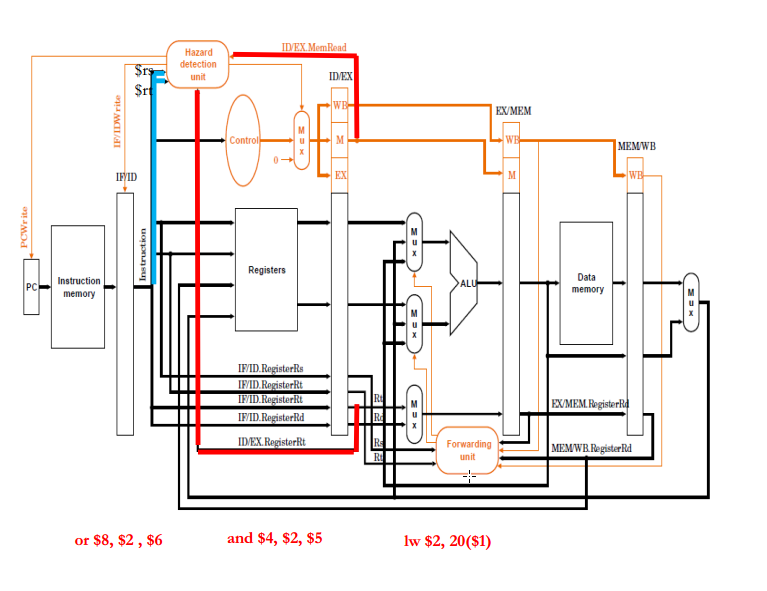 ID/EX.MemRead
Hazard
detection
unit
$rs
$rt
ID/EX
IF/IDWrite
WB
EX/MEM
Control
M
u
x
M
WB
MEM/WB
0
IF/ID
EX
M
WB
PCWrite
Instruction
PC
Instruction
memory
Registers
M
u
x
ALU
Data
memory
M
u
x
M
u
x
IF/ID.RegisterRs
IF/ID.RegisterRt
IF/ID.RegisterRt
Rt
M
u
x
EX/MEM.RegisterRd
IF/ID.RegisterRd
Rd
ID/EX.RegisterRt
Rs
Rt
Forwarding
unit
MEM/WB.RegisterRd
or $8, $2 , $6
and $4, $2, $5
lw $2, 20($1)